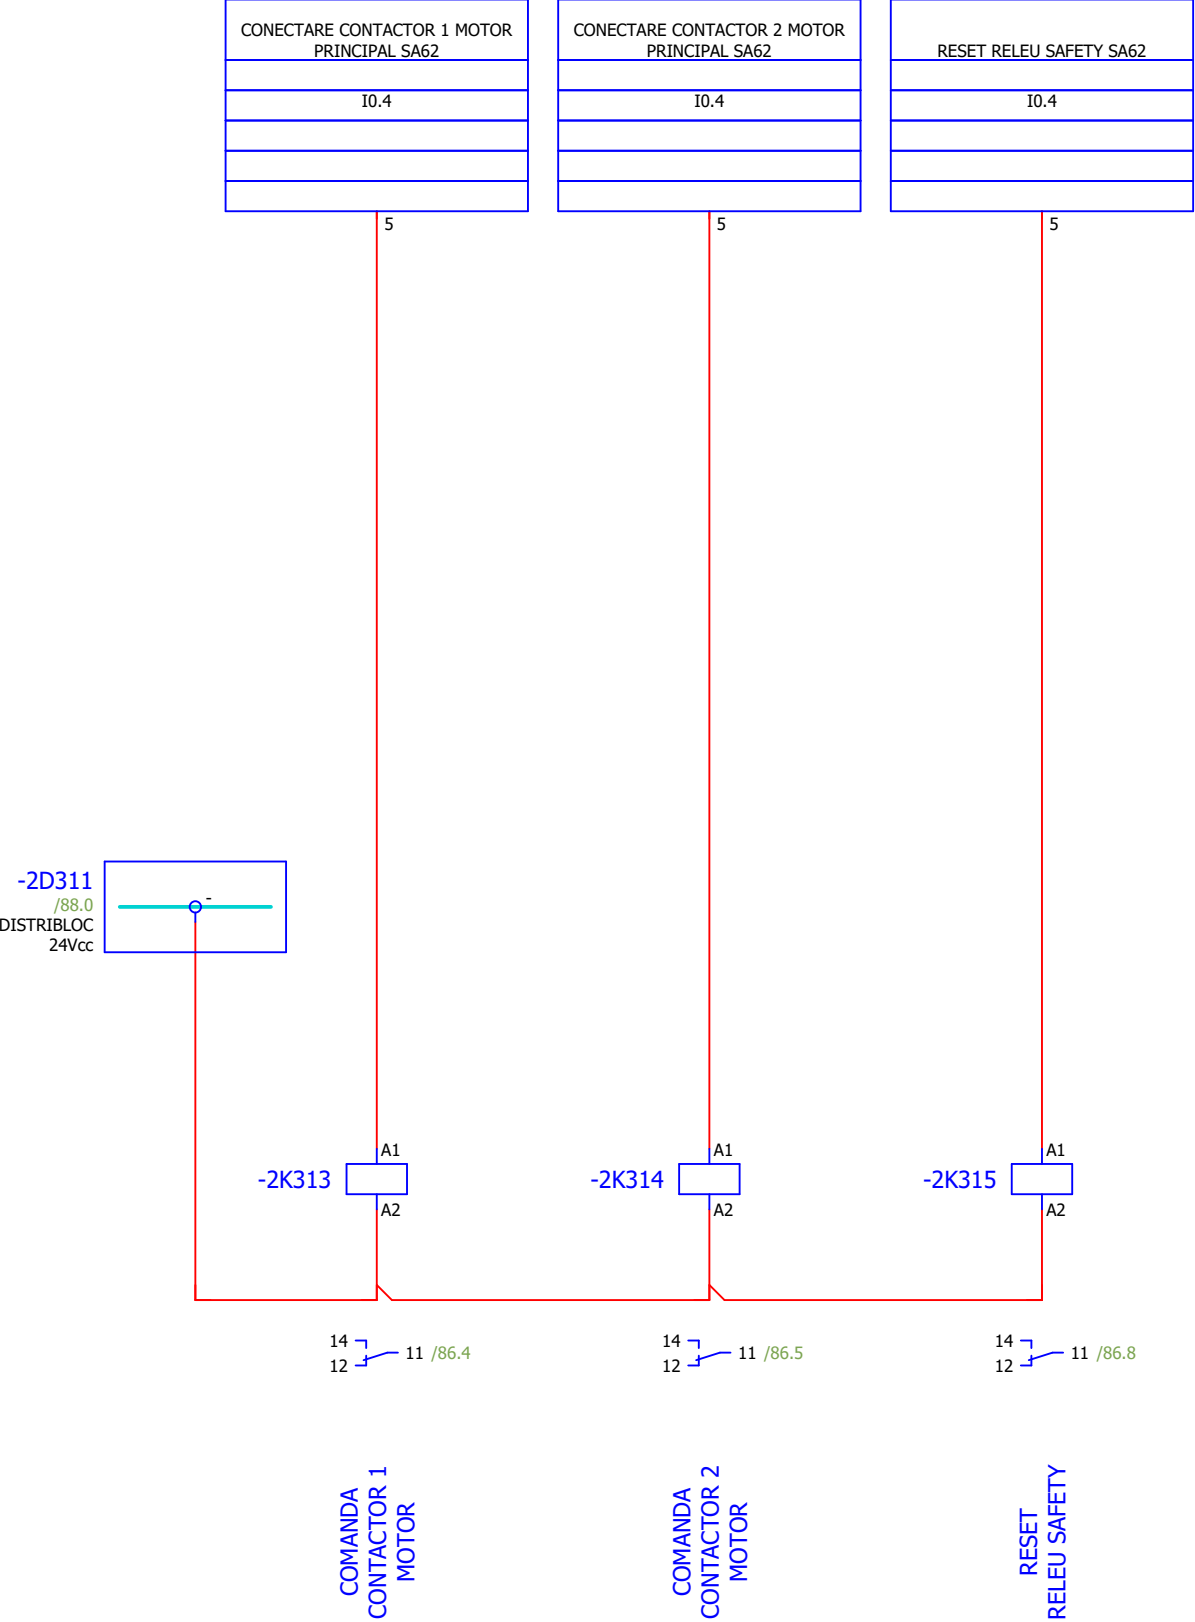 CONECTARE CONTACTOR 1 MOTOR
PRINCIPAL SA62
I0.4
5
CONECTARE CONTACTOR 2 MOTOR
PRINCIPAL SA62
I0.4
5
RESET RELEU SAFETY SA62
I0.4
5
-2D311
/88.0
DISTRIBLOC
24Vcc
-
A1
-2K313
A2
A1
-2K314
A2
A1
-2K315
A2
14
12
11 /86.4
14
12
11 /86.5
14
12
11 /86.8
COMANDA
CONTACTOR 1
MOTOR
COMANDA
CONTACTOR 2
MOTOR
RESET
RELEU SAFETY